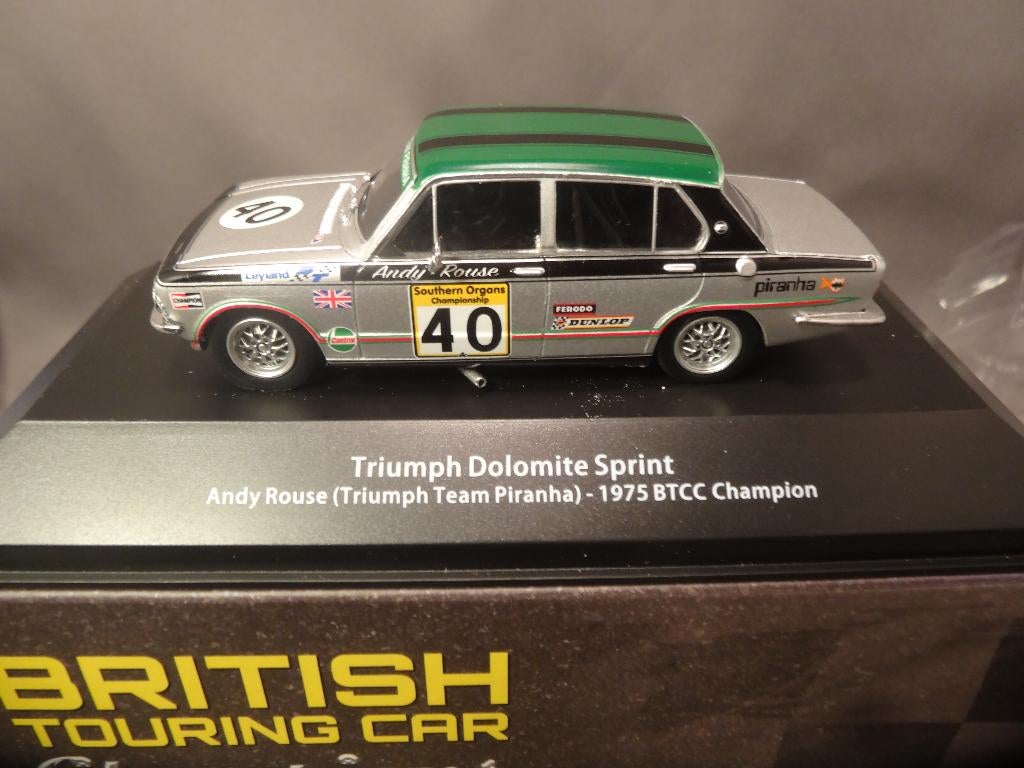 40
Leyland
Andy Rouse
CHAMPION
Castrol
Southern Organs
Championship
40
FERODO
DUNLOP
piranha
Triumph Dolomite Sprint
Andy Rouse (Triumph Team Piranha) - 1975 BTCC Champion
BRITISH
TOURING CAR